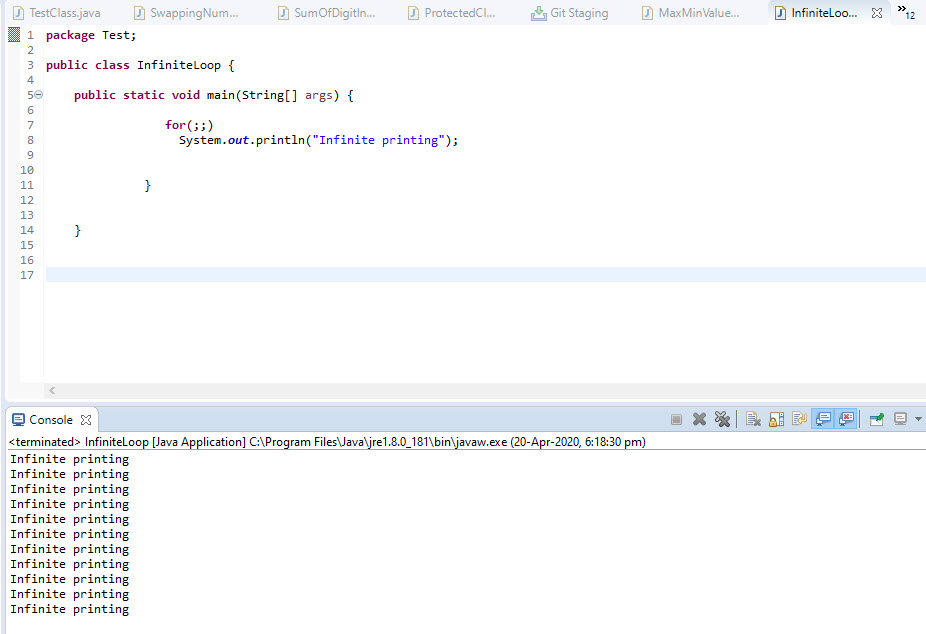 TestClass.java SwappingNum... SumOfDigitIn... ProtectedCl... Git Staging MaxMinValue... InfiniteLoo... »12
1 package Test;
2
3 public class InfiniteLoop {
4
5 public static void main(String[] args) {
6
7 for(;;)
8 System.out.println("Infinite printing");
9
10
11 }
12
13
14 }
15
16
17
Console
<terminated> InfiniteLoop [Java Application] C:\Program Files\Java\jre1.8.0_181\bin\javaw.exe (20-Apr-2020, 6:18:30 pm)
Infinite printing
Infinite printing
Infinite printing
Infinite printing
Infinite printing
Infinite printing
Infinite printing
Infinite printing
Infinite printing
Infinite printing
Infinite printing